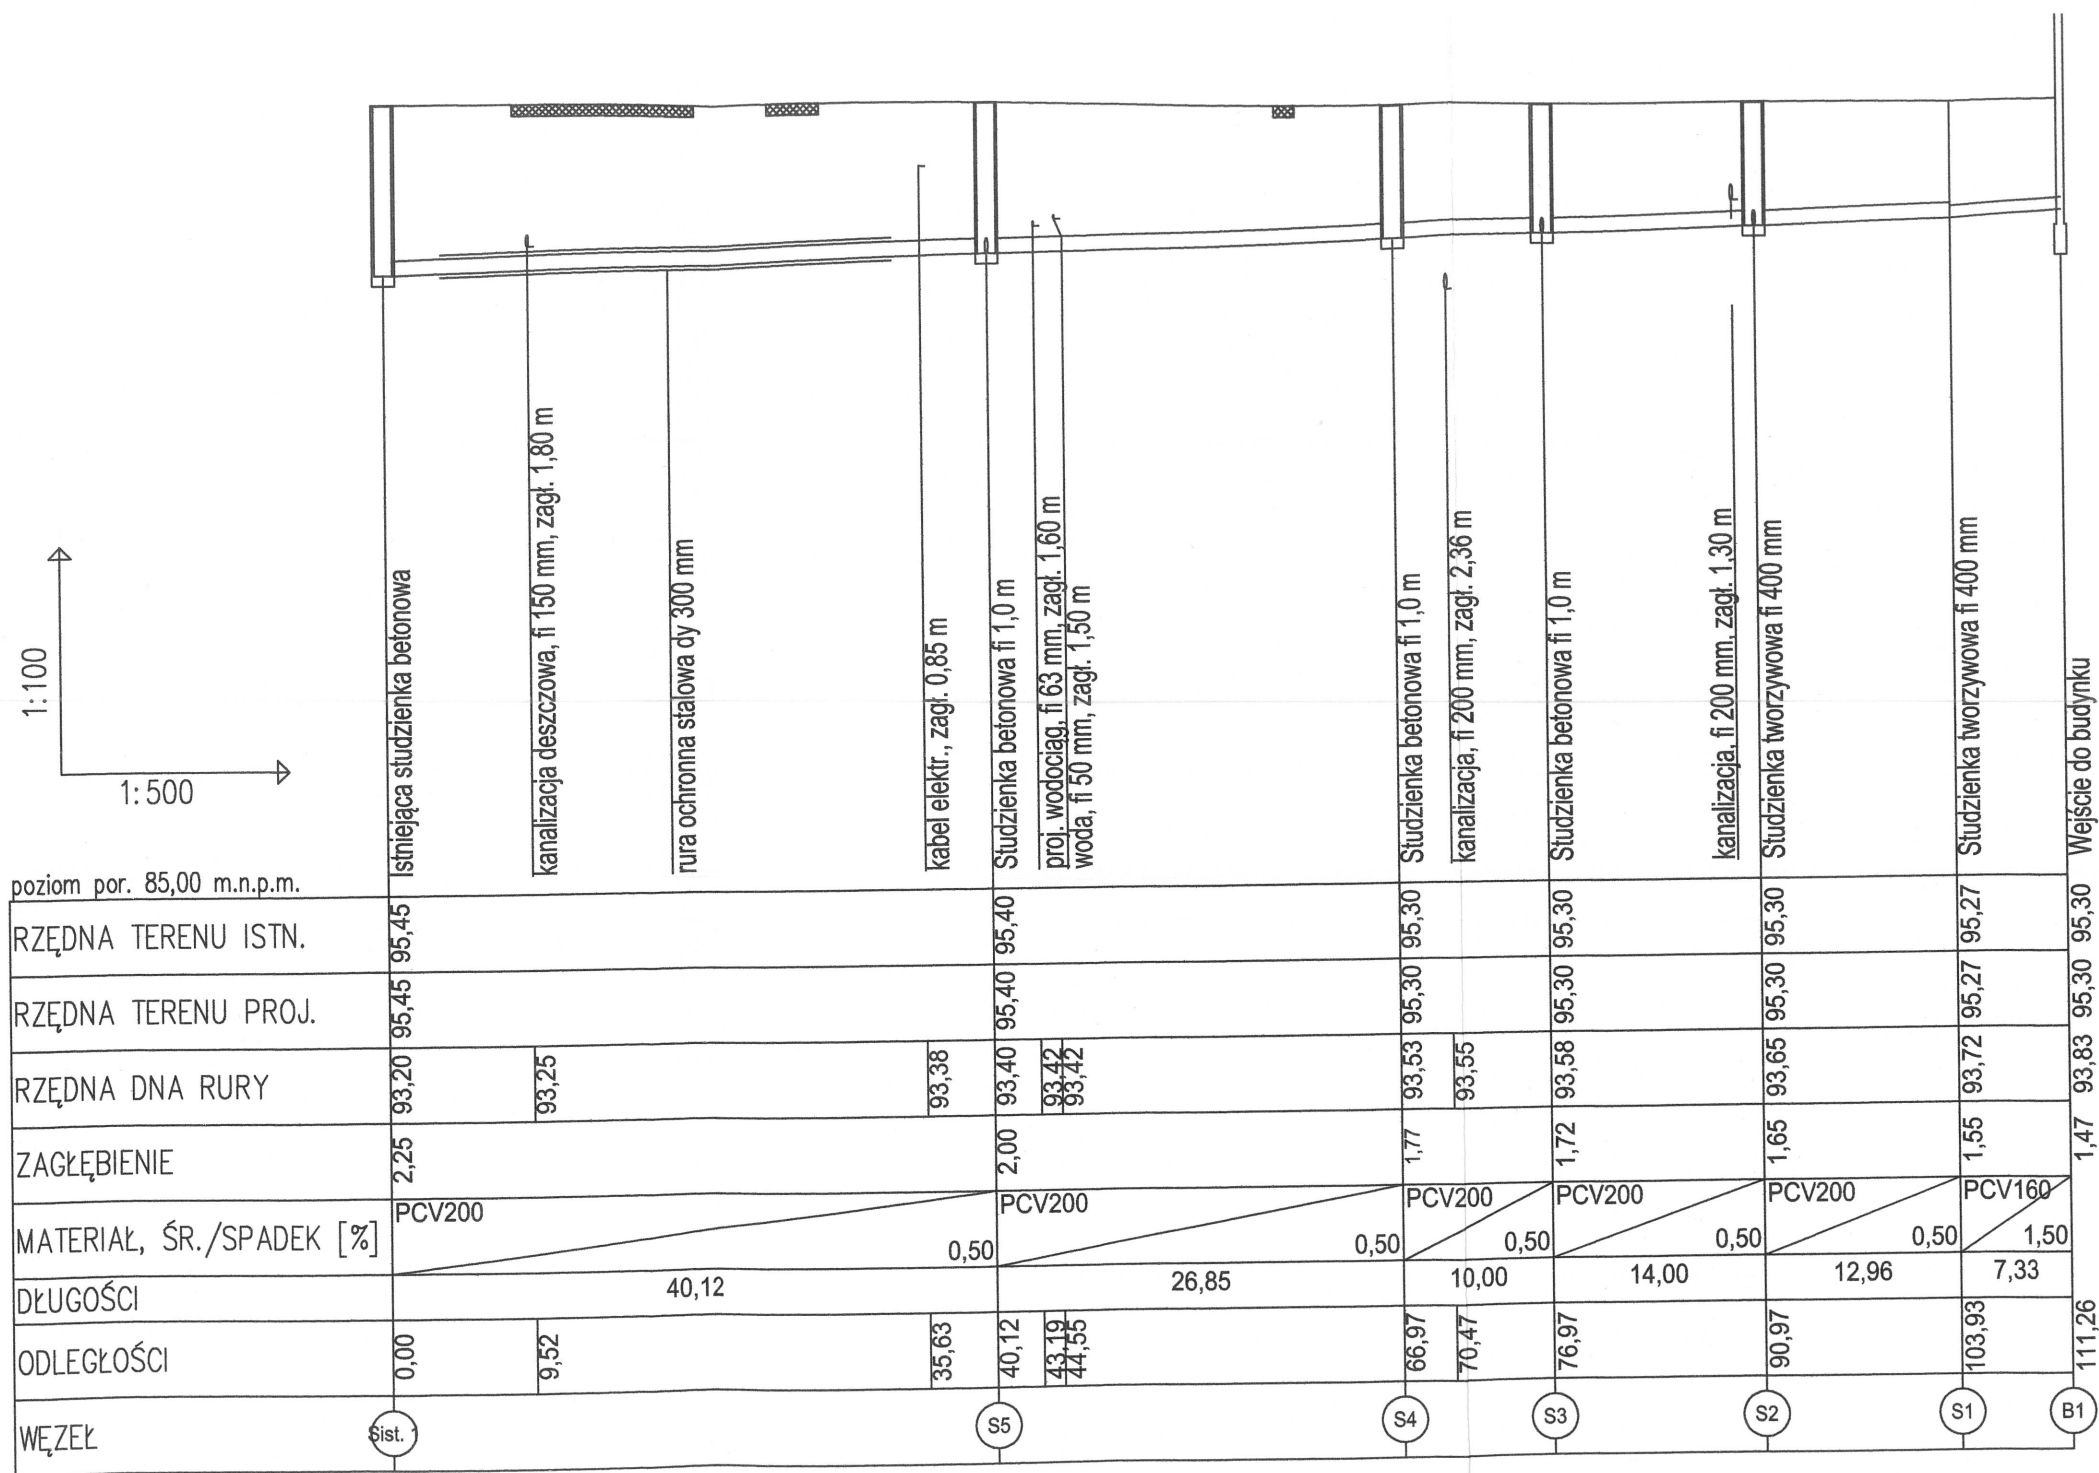 1:100
1:500
Istniejąca studzienka betonowa
kanalizacja deszczowa, fi 150 mm, zagł. 1,80 m
rura ochronna stalowa dy 300 mm
kabel elektr., zagł. 0,85 m
Studzienka betonowa fi 1,0 m
proj. wodociąg, fi 63 mm, zagł. 1,60 m
woda, fi 50 mm, zagł. 1,50 m
Studzienka betonowa fi 1,0 m
kanalizacja, fi 200 mm, zagł. 2,36 m
Studzienka betonowa fi 1,0 m
kanalizacja, fi 200 mm, zagł. 1,30 m
Studzienka tworzywowa fi 400 mm
Studzienka tworzywowa fi 400 mm
Wejście do budynku
poziom por. 85,00 m.n.p.m.
RZĘDNA TERENU ISTN. 95,45 95,40 95,30 95,30 95,30 95,27 95,30
RZĘDNA TERENU PROJ. 95,45 95,40 95,30 95,30 95,30 95,27 95,30
RZĘDNA DNA RURY 93,20 93,25 93,38 93,40 93,42 93,42 93,53 93,55 93,58 93,65 93,72 93,83
ZAGŁĘBIENIE 2,25 2,00 1,77 1,72 1,65 1,55 1,47
MATERIAŁ, ŚR./SPADEK [%] PCV200 0,50 PCV200 0,50 PCV200 0,50 PCV200 0,50 PCV200 0,50 PCV160 1,50
DŁUGOŚCI 40,12 26,85 10,00 14,00 12,96 7,33
ODLEGŁOŚCI 0,00 9,52 35,63 40,12 43,19 44,55 66,97 70,47 76,97 90,97 103,93 111,26
WĘZEŁ Sist. 1 S5 S4 S3 S2 S1 B1